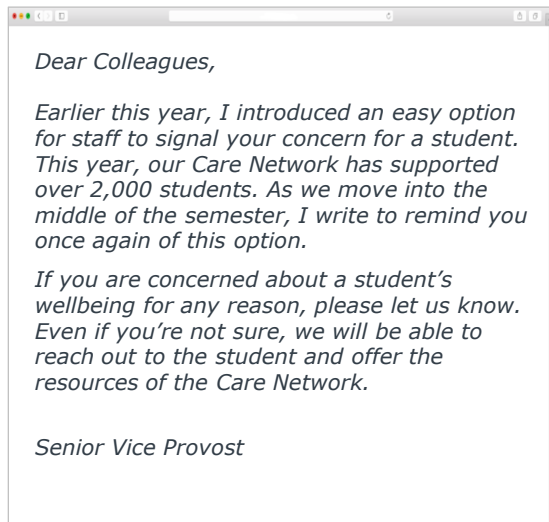 Dear Colleagues,
Earlier this year, I introduced an easy option
for staff to signal your concern for a student.
This year, our Care Network has supported
over 2,000 students. As we move into the
middle of the semester, I write to remind you
once again of this option.
If you are concerned about a student's
wellbeing for any reason, please let us know.
Even if you're not sure, we will be able to
reach out to the student and offer the
resources of the Care Network.
Senior Vice Provost